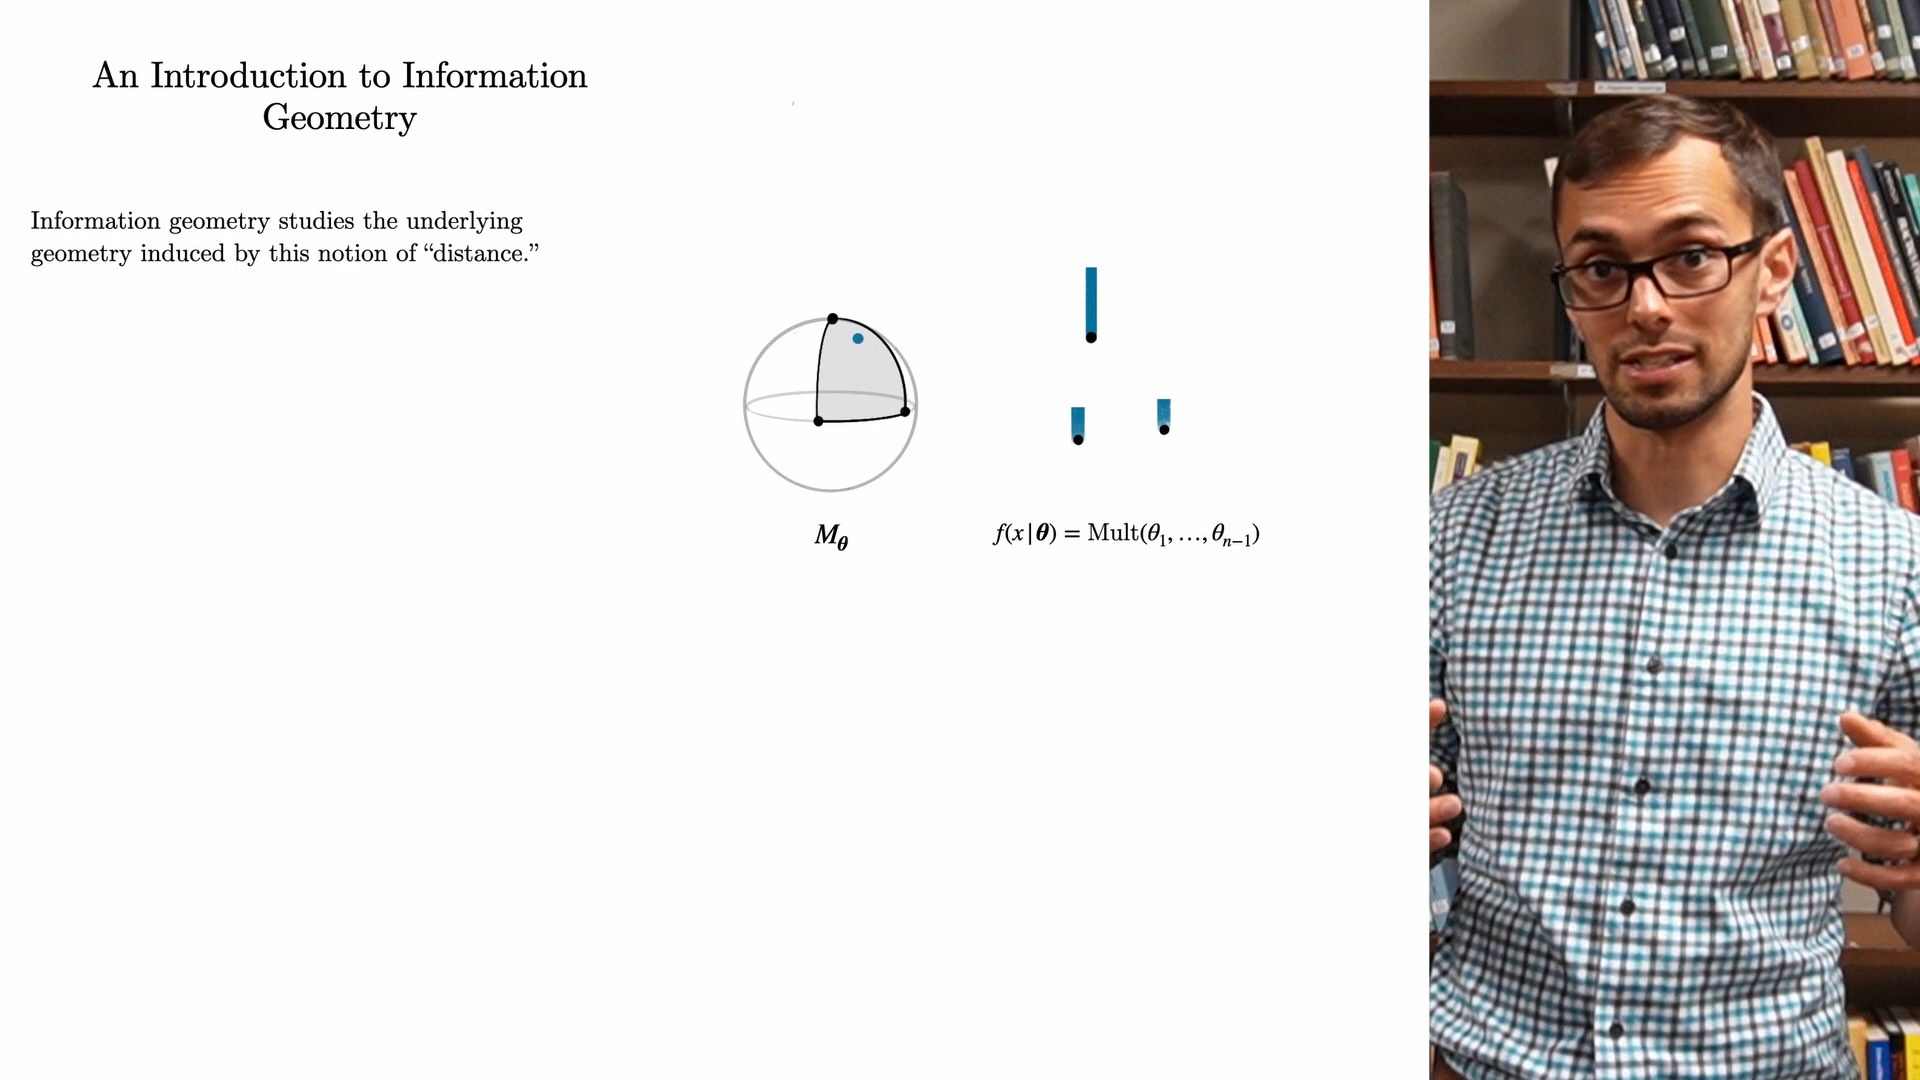 An Introduction to Information
Geometry
Information geometry studies the underlying
geometry induced by this notion of “distance.”
M_θ
f(x|θ) = Mult(θ_1, …, θ_{n−1})